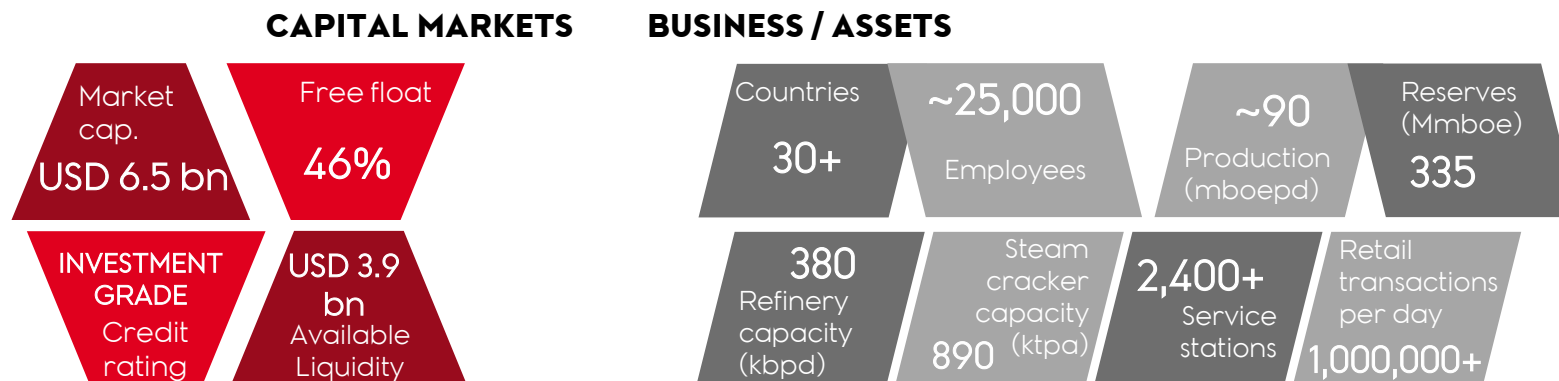 CAPITAL MARKETS
Market
cap.
USD 6.5 bn
Free float
46%
INVESTMENT
GRADE
Credit
rating
USD 3.9
bn
Available
Liquidity
BUSINESS / ASSETS
Countries
30+
~25,000
Employees
~90
Production
(mboepd)
Reserves
(Mmboe)
335
380
Refinery
capacity
(kbpd)
Steam
cracker
capacity
(ktpa)
890
2,400+
Service
stations
Retail
transactions
per day
1,000,000+